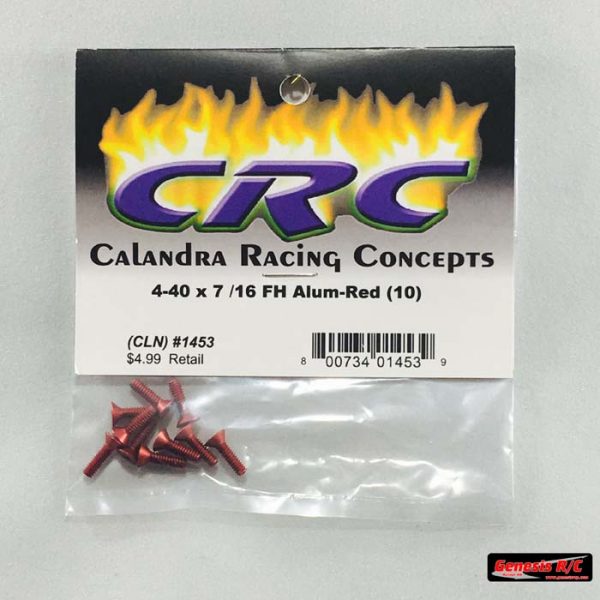 CRC
Calandra Racing Concepts
4-40 x 7 /16 FH Alum-Red (10)
(CLN) #1453
$4.99 Retail
8 00734 01453 9
Genesis R/C